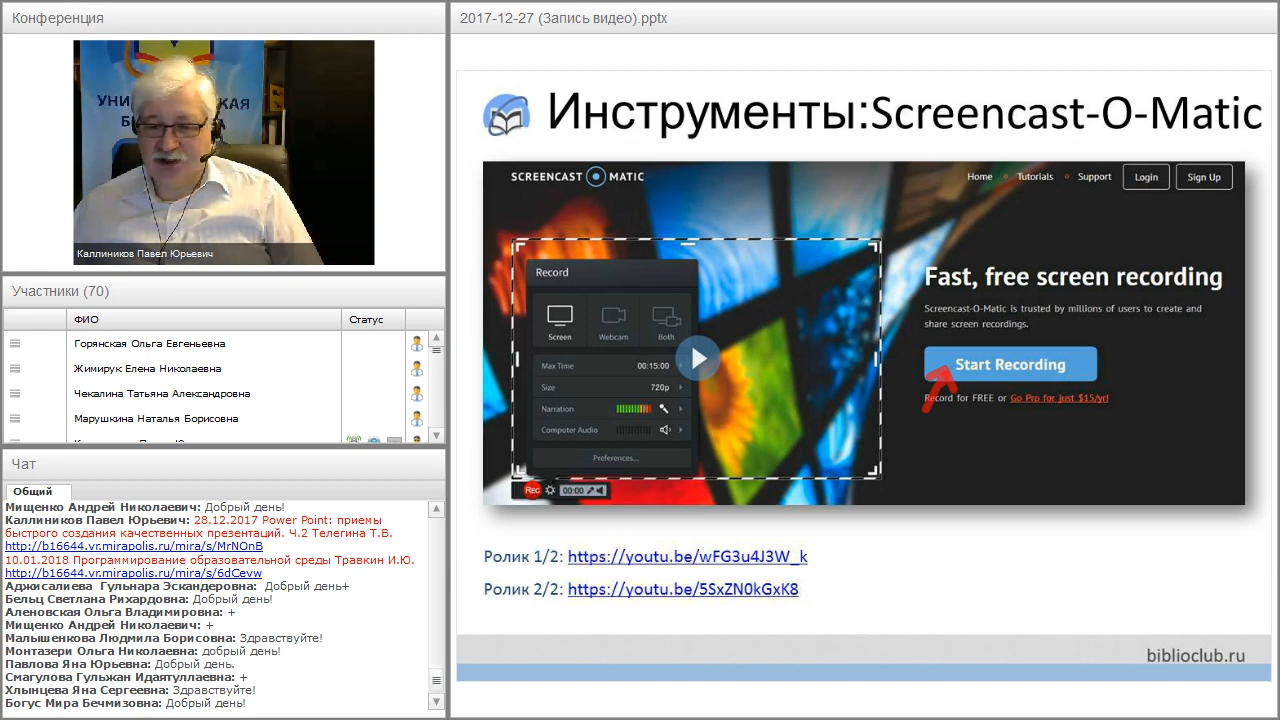 Конференция
УНИ
КАЯ
Каллиников Павел Юрьевич
Участники (70)
ФИО
Статус
Горянская Ольга Евгеньевна
Жимирук Елена Николаевна
Чекалина Татьяна Александровна
Марушкина Наталья Борисовна
Чат
Общий
Мищенко Андрей Николаевич: Добрый день!
Каллиников Павел Юрьевич: 28.12.2017 Power Point: приемы
быстрого создания качественных презентаций. Ч.2 Телегина Т.В.
http://b16644.vr.mirapolis.ru/mira/s/MrNOnB
10.01.2018 Программирование образовательной среды Травкин И.Ю.
http://b16644.vr.mirapolis.ru/mira/s/6dCevw
Аджисалиева Гульнара Эскандеровна: Добрый день+
Бельц Светлана Рихардовна: Добрый день!
Аленовская Ольга Владимировна: +
Мищенко Андрей Николаевич: +
Малышенкова Людмила Борисовна: Здравствуйте!
Монтазери Ольга Николаевна: добрый день!
Павлова Яна Юрьевна: Добрый день.
Смагулова Гульжан Идаятуллаевна: +
Хлынцева Яна Сергеевна: Здравствуйте!
Богус Мира Бечмизовна: Добрый день!
2017-12-27 (Запись видео).pptx
Инструменты:Screencast-O-Matic
SCREENCAST MATIC
Home Tutorials Support Login Sign Up
Record
Screen Webcam Both
Max Time 00:15:00
Size 720p
Narration
Computer Audio
Preferences...
REC 00:00
Fast, free screen recording
Screencast-O-Matic is trusted by millions of users to create and
share screen recordings.
Start Recording
Record for FREE or Go Pro for just $15/yr!
Ролик 1/2: https://youtu.be/wFG3u4J3W_k
Ролик 2/2: https://youtu.be/5SxZN0kGxK8
biblioclub.ru